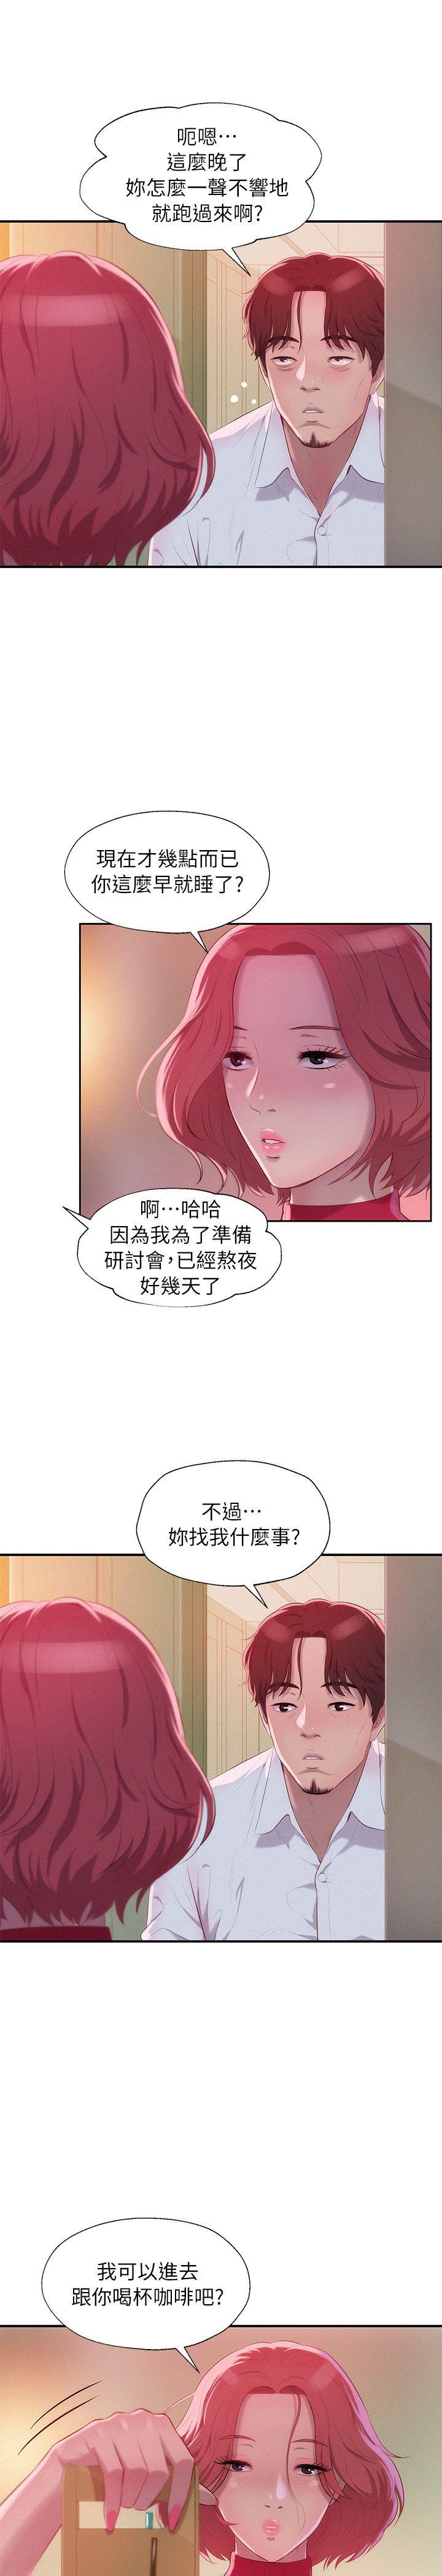 呃嗯⋯
這麼晚了
妳怎麼一聲不響地
就跑過來啊?
現在才幾點而已
你這麼早就睡了?
啊⋯哈哈
因為我為了準備
研討會,已經熬夜
好幾天了
不過⋯
妳找我什麼事?
我可以進去
跟你喝杯咖啡吧?